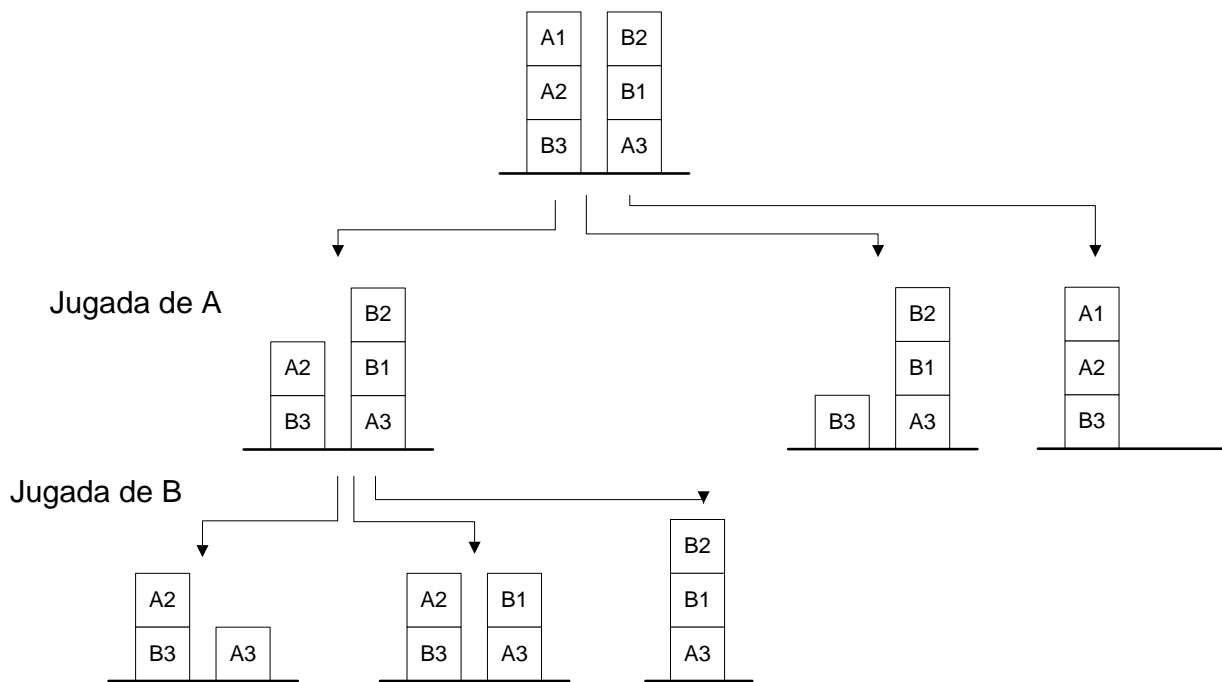 A1 B2
A2 B1
B3 A3
Jugada de A
B2 B2 A1
A2 B1 B1 A2
B3 A3 B3 A3 B3
Jugada de B
B2
A2 A2 B1 B1
B3 A3 B3 A3 A3